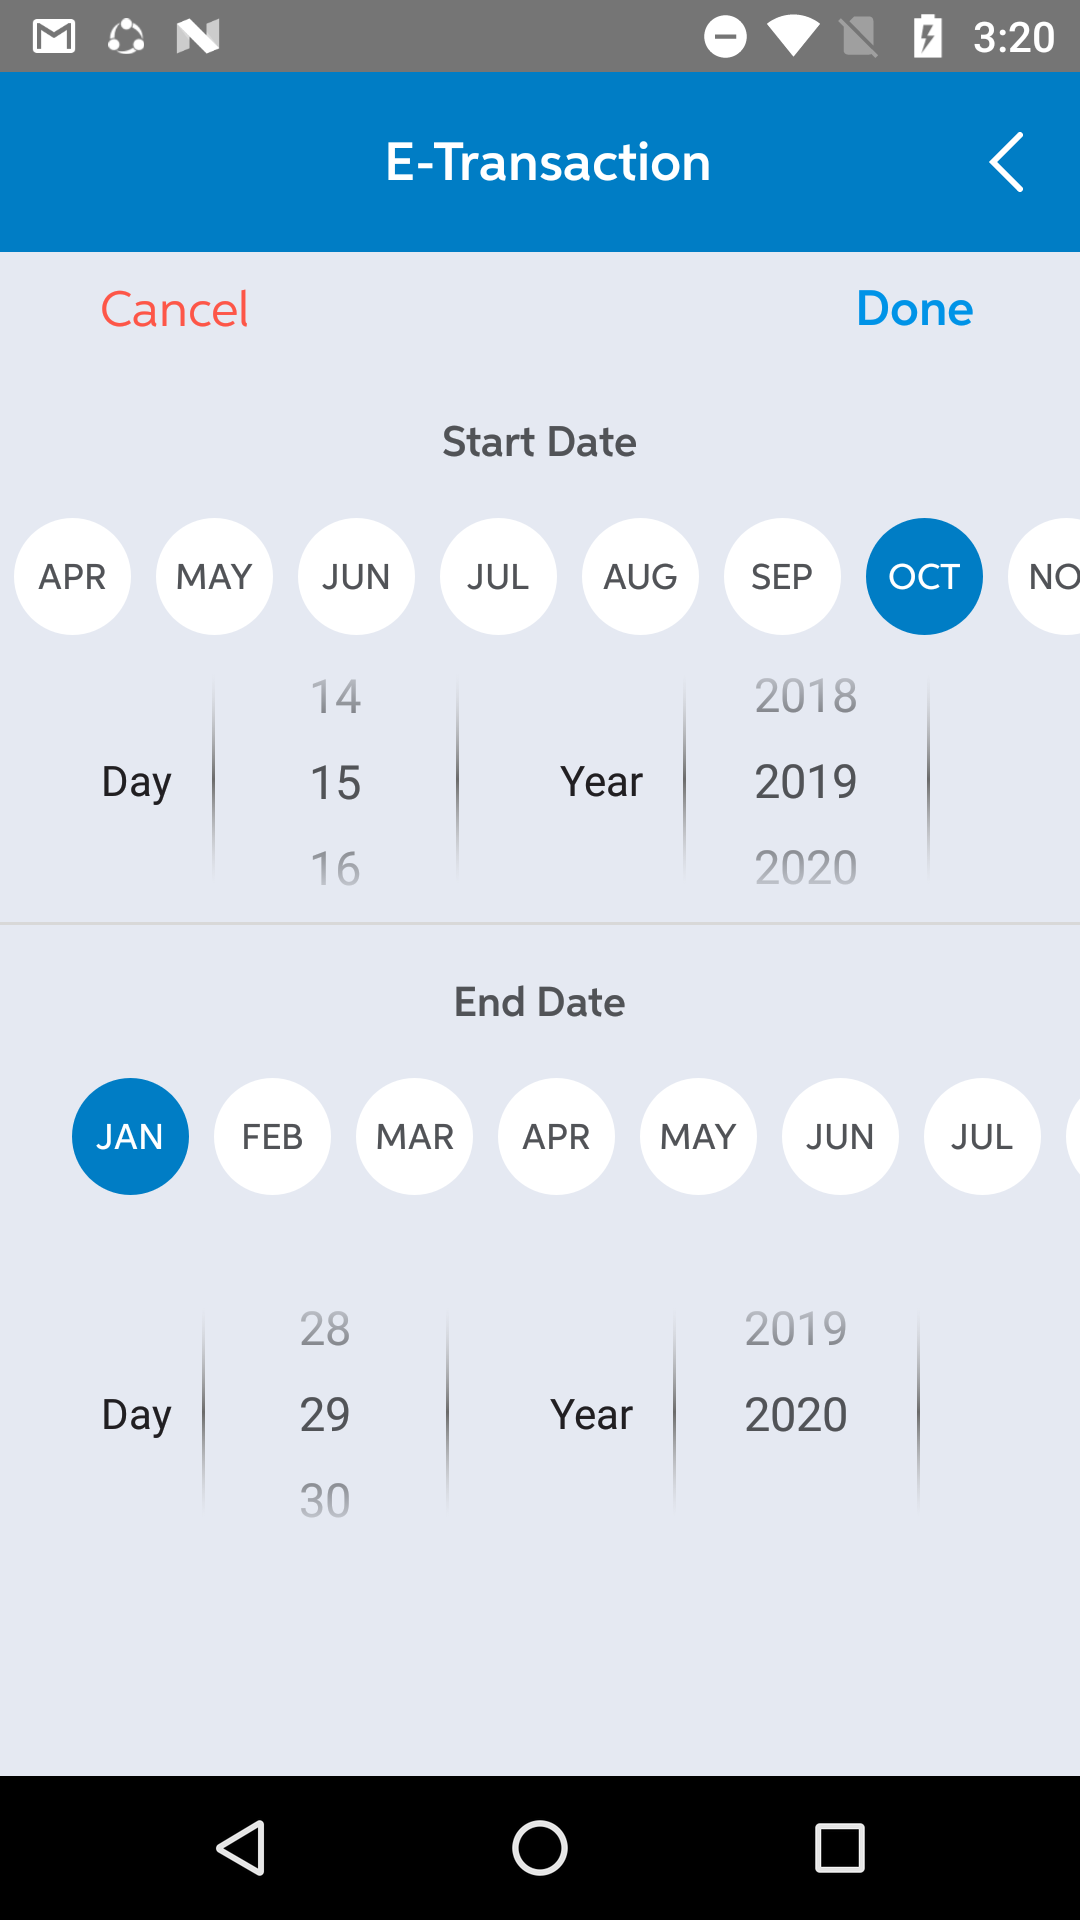 3:20
E-Transaction
Cancel Done
Start Date
APR MAY JUN JUL AUG SEP OCT NO
14 2018
Day 15 Year 2019
16 2020
End Date
JAN FEB MAR APR MAY JUN JUL
28 2019
Day 29 Year 2020
30